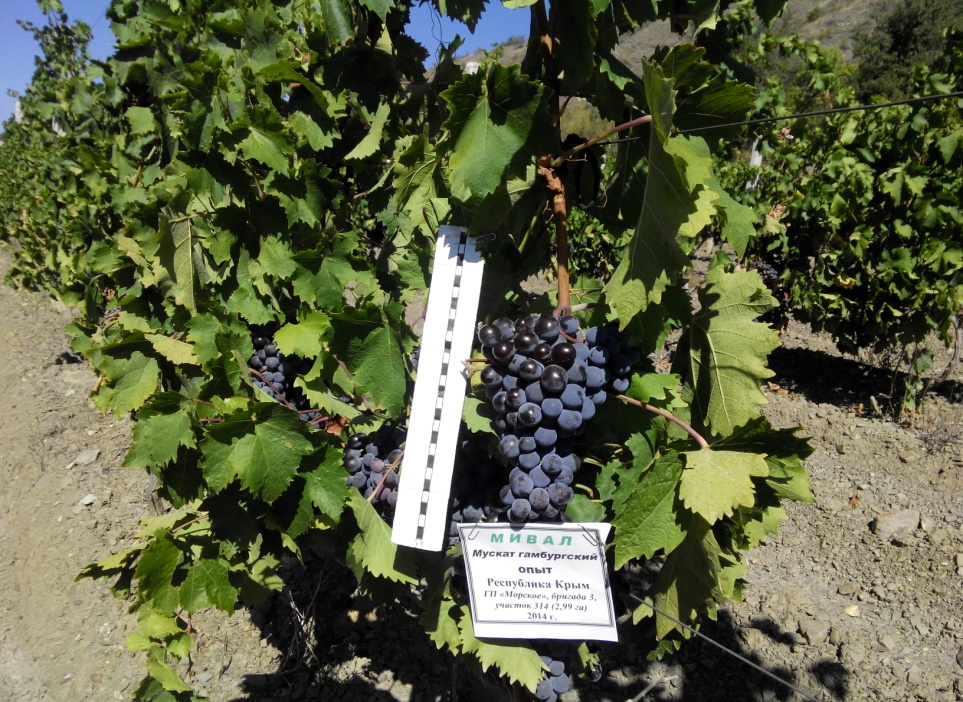 МИВАЛ
Мускат гамбургский
опыт
Республика Крым
ГП «Морское», бригада 3,
участок 314 (2,99 га)
2014 г.